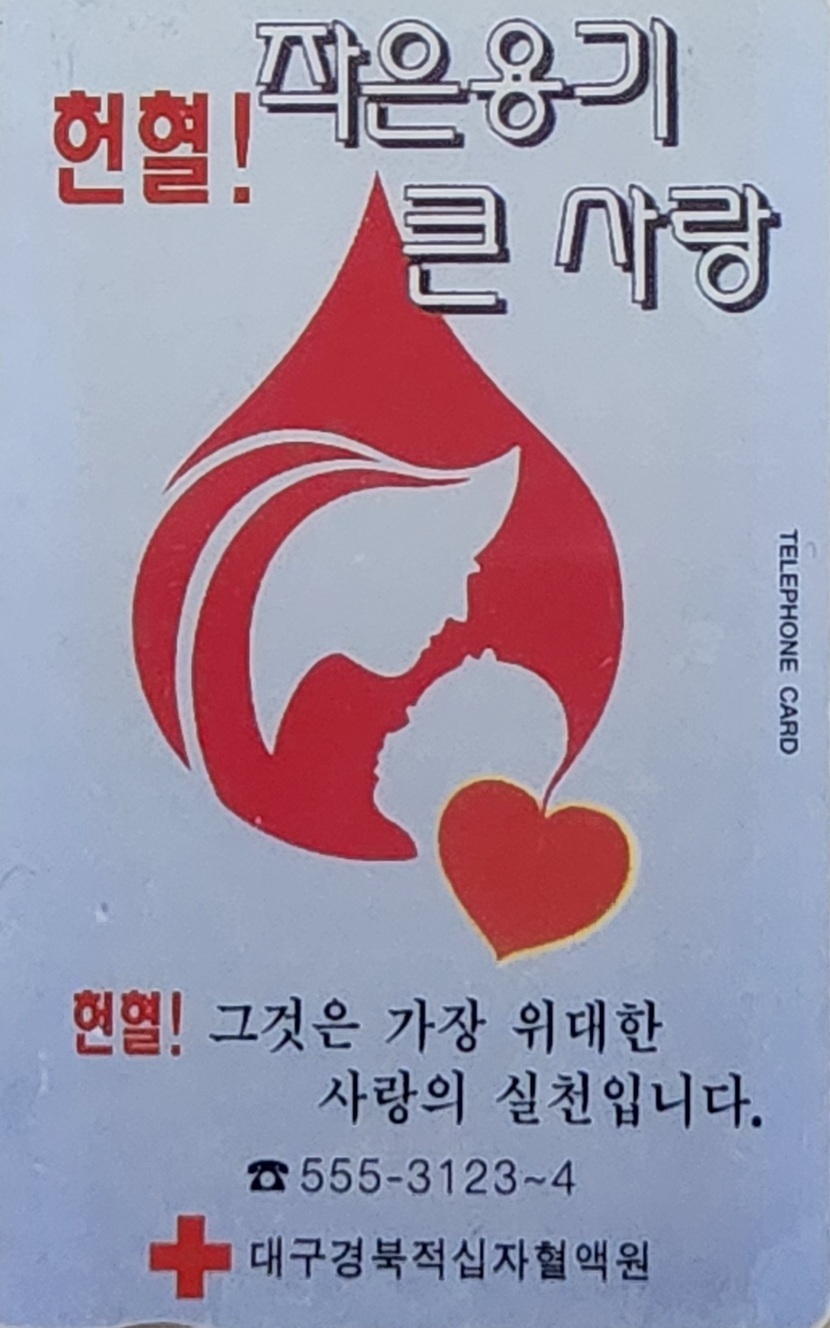 헌혈! 작은용기
큰 사랑
TELEPHONE CARD
헌혈! 그것은 가장 위대한
사랑의 실천입니다.
☎555-3123~4
대구경북적십자혈액원